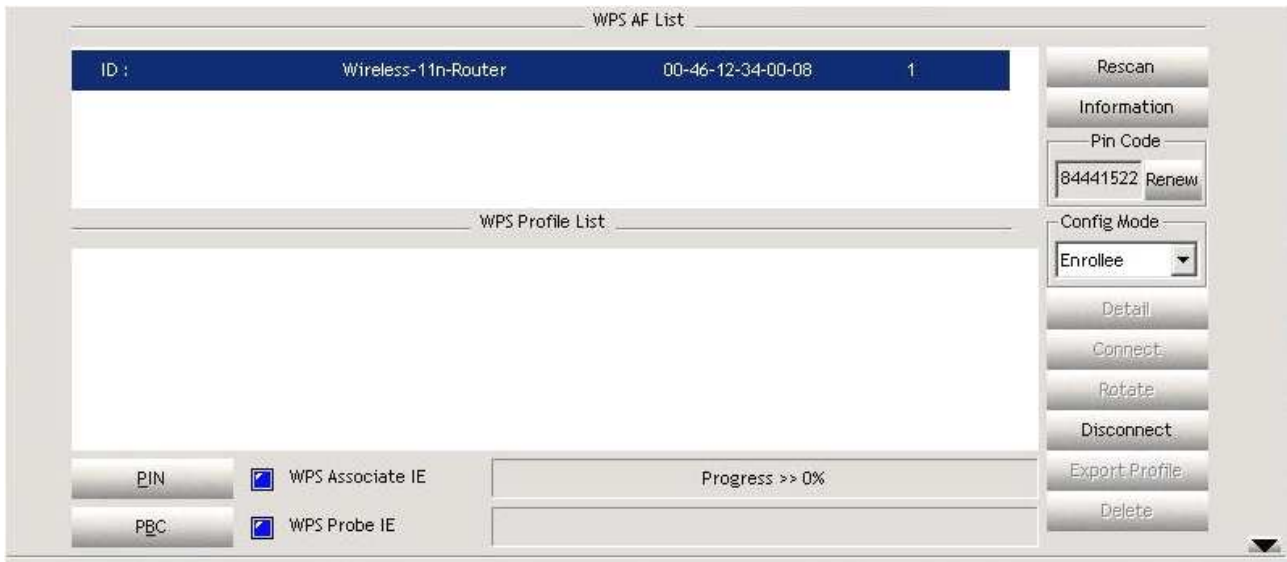 WPS AF List
ID : Wireless-11n-Router 00-46-12-34-00-08 1
Rescan
Information
Pin Code
84441522 Renew
WPS Profile List
Config Mode
Enrollee
Detail
Connect
Rotate
Disconnect
Export Profile
Delete
PIN WPS Associate IE Progress >> 0%
PBC WPS Probe IE